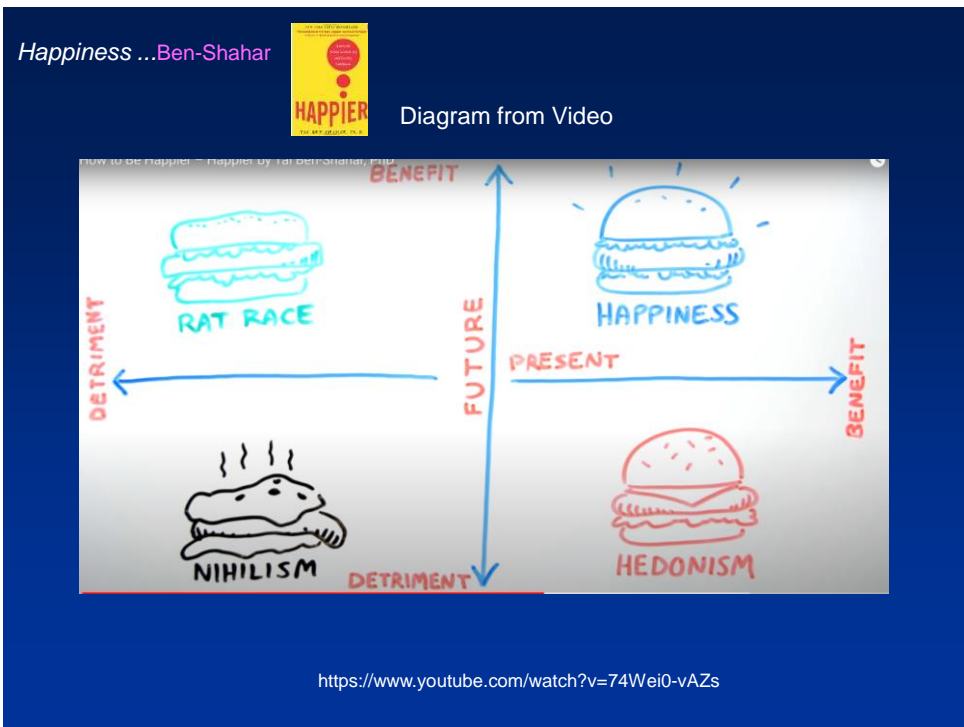 Happiness ...Ben-Shahar
HAPPIER
Diagram from Video
How to Be Happier – Happier by Tal Ben-Shahar, PhD
BENEFIT
RAT RACE
HAPPINESS
DETRIMENT
FUTURE
PRESENT
BENEFIT
NIHILISM
DETRIMENT
HEDONISM
https://www.youtube.com/watch?v=74Wei0-vAZs